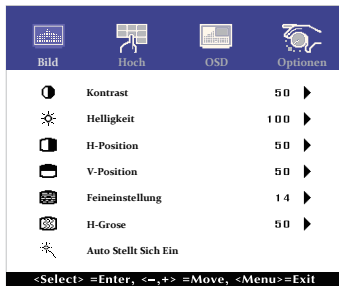 Bild Hoch OSD Optionen
Kontrast 50
Helligkeit 100
H-Position 50
V-Position 50
Feineinstellung 14
H-Grose 50
Auto Stellt Sich Ein
<Select> =Enter, <−,+> =Move, <Menu>=Exit